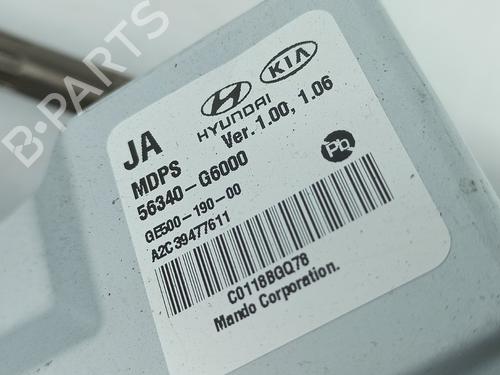 B-PARTS
HYUNDAI
KIA
JA
Ver. 1.00, 1.06
MDPS
56340-G6000
GE500-190-00
A2C39477611
Pb
C0118BGQ78
Mando Corporation.